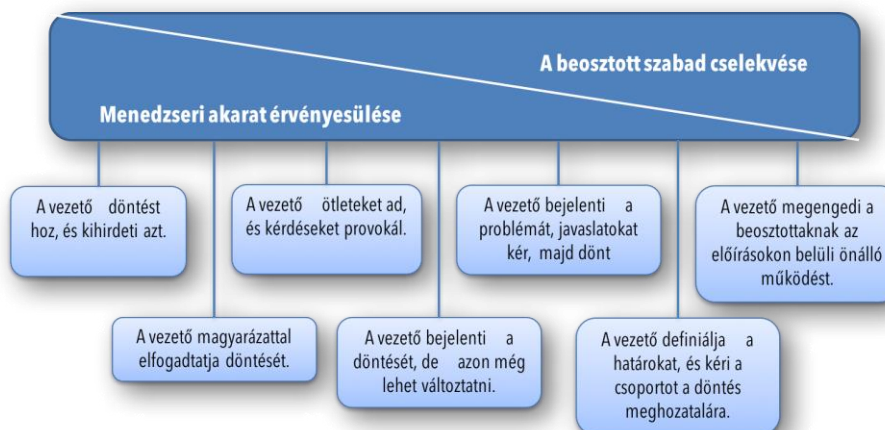 A beosztott szabad cselekvése
Menedzseri akarat érvényesülése
A vezető döntést
hoz, és kihirdeti azt.
A vezető magyarázattal
elfogadtatja döntését.
A vezető ötleteket ad,
és kérdéseket provokál.
A vezető bejelenti a
döntését, de azon még
lehet változtatni.
A vezető bejelenti a
problémát, javaslatokat
kér, majd dönt
A vezető definiálja a
határokat, és kéri a
csoportot a döntés
meghozatalára.
A vezető megengedi a
beosztottaknak az
előírásokon belüli önálló
működést.